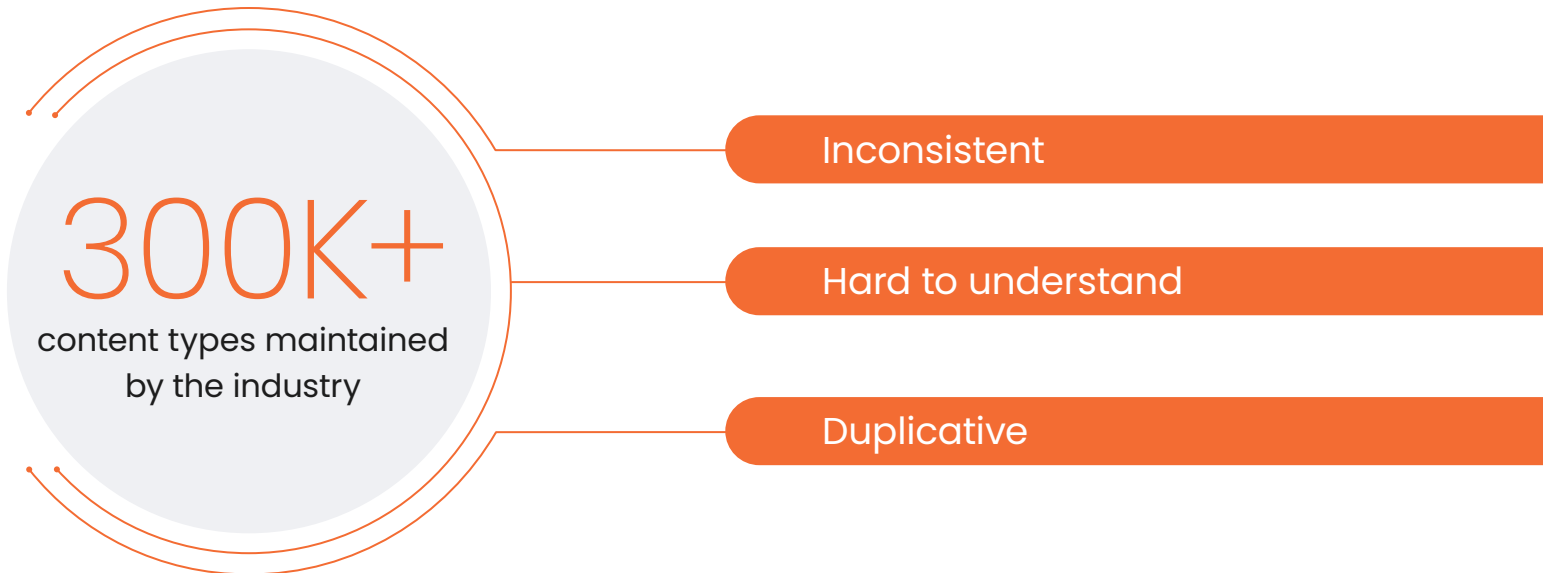 300K+
content types maintained
by the industry
Inconsistent
Hard to understand
Duplicative